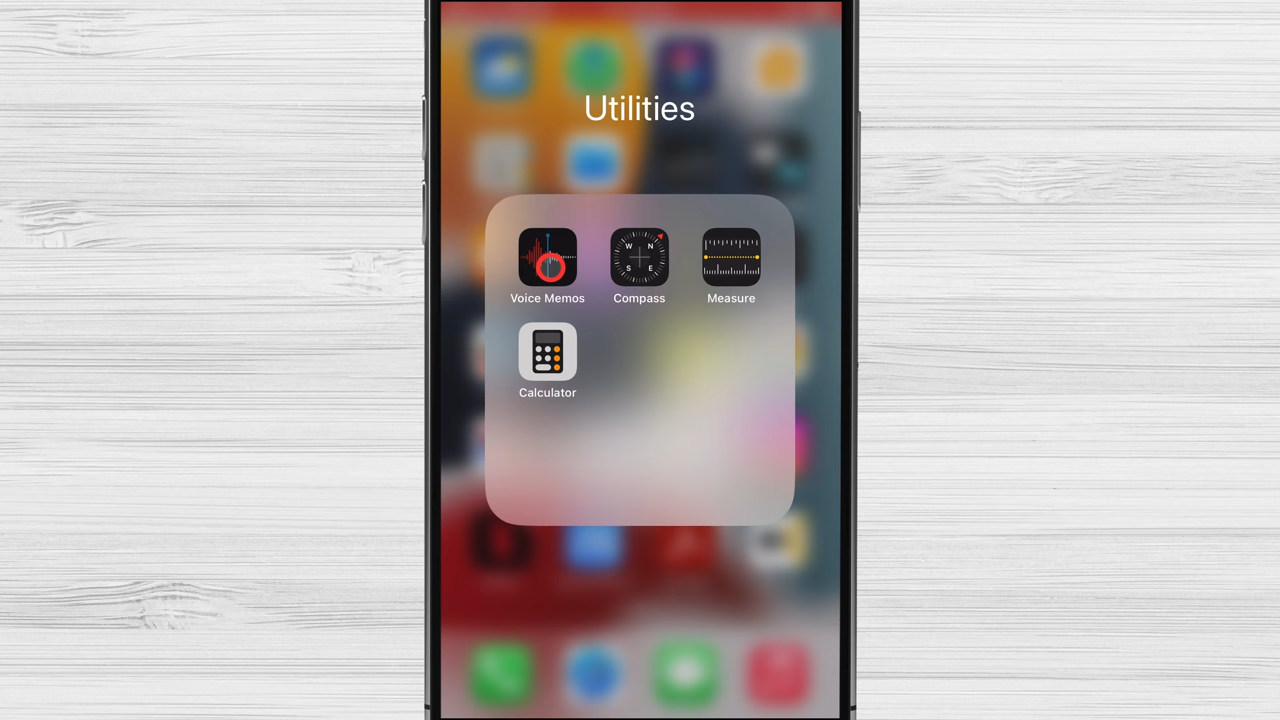 Utilities
W N
S E
Voice Memos Compass Measure
Calculator